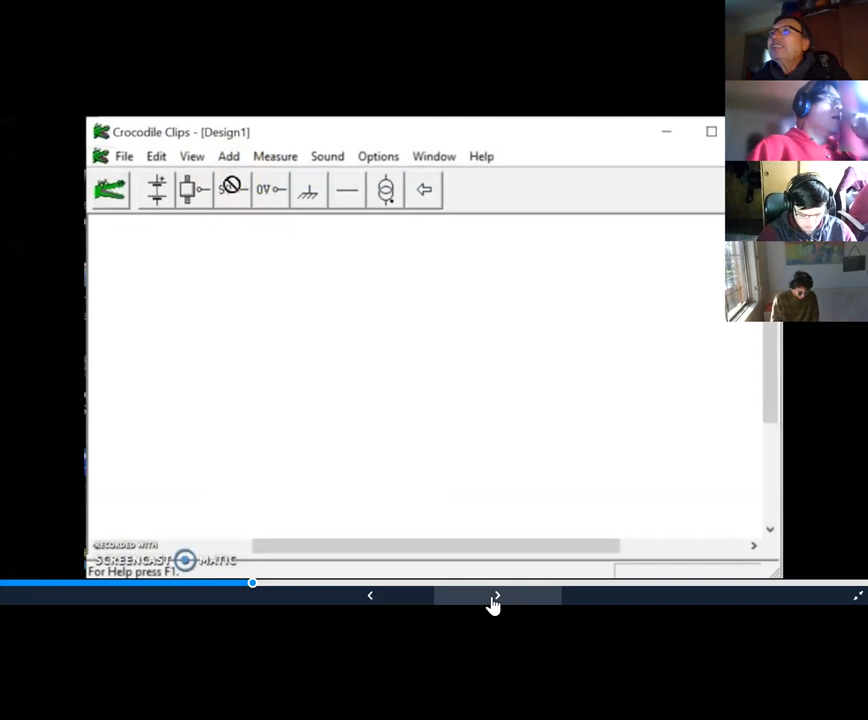 Crocodile Clips - [Design1]
File Edit View Add Measure Sound Options Window Help
0V
RECORDED WITH
SCREENCAST MATIC
For Help press F1.